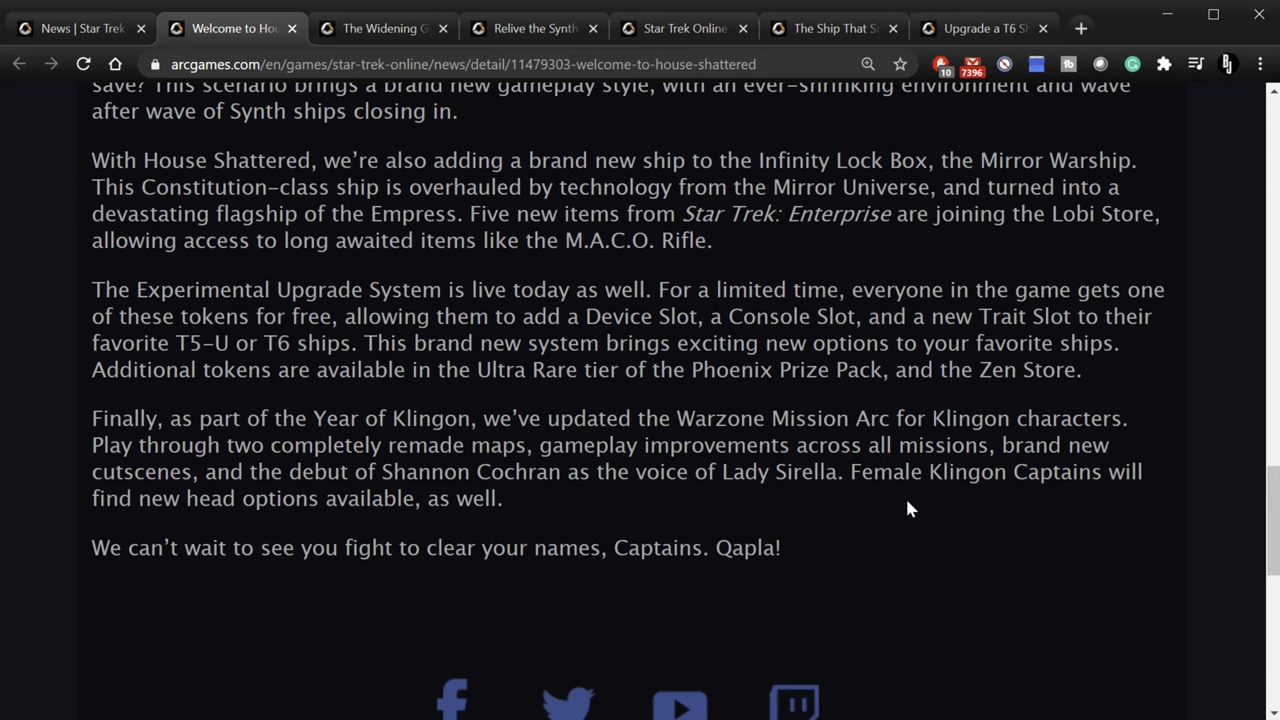 News | Star Trek
Welcome to Hou
The Widening G
Relive the Synth
Star Trek Online
The Ship That S
Upgrade a T6 Sh
arcgames.com/en/games/star-trek-online/news/detail/11479303-welcome-to-house-shattered
10
7396
save? This scenario brings a brand new gameplay style, with an ever-shrinking environment and wave
after wave of Synth ships closing in.
With House Shattered, we’re also adding a brand new ship to the Infinity Lock Box, the Mirror Warship.
This Constitution-class ship is overhauled by technology from the Mirror Universe, and turned into a
devastating flagship of the Empress. Five new items from Star Trek: Enterprise are joining the Lobi Store,
allowing access to long awaited items like the M.A.C.O. Rifle.
The Experimental Upgrade System is live today as well. For a limited time, everyone in the game gets one
of these tokens for free, allowing them to add a Device Slot, a Console Slot, and a new Trait Slot to their
favorite T5-U or T6 ships. This brand new system brings exciting new options to your favorite ships.
Additional tokens are available in the Ultra Rare tier of the Phoenix Prize Pack, and the Zen Store.
Finally, as part of the Year of Klingon, we’ve updated the Warzone Mission Arc for Klingon characters.
Play through two completely remade maps, gameplay improvements across all missions, brand new
cutscenes, and the debut of Shannon Cochran as the voice of Lady Sirella. Female Klingon Captains will
find new head options available, as well.
We can’t wait to see you fight to clear your names, Captains. Qapla!